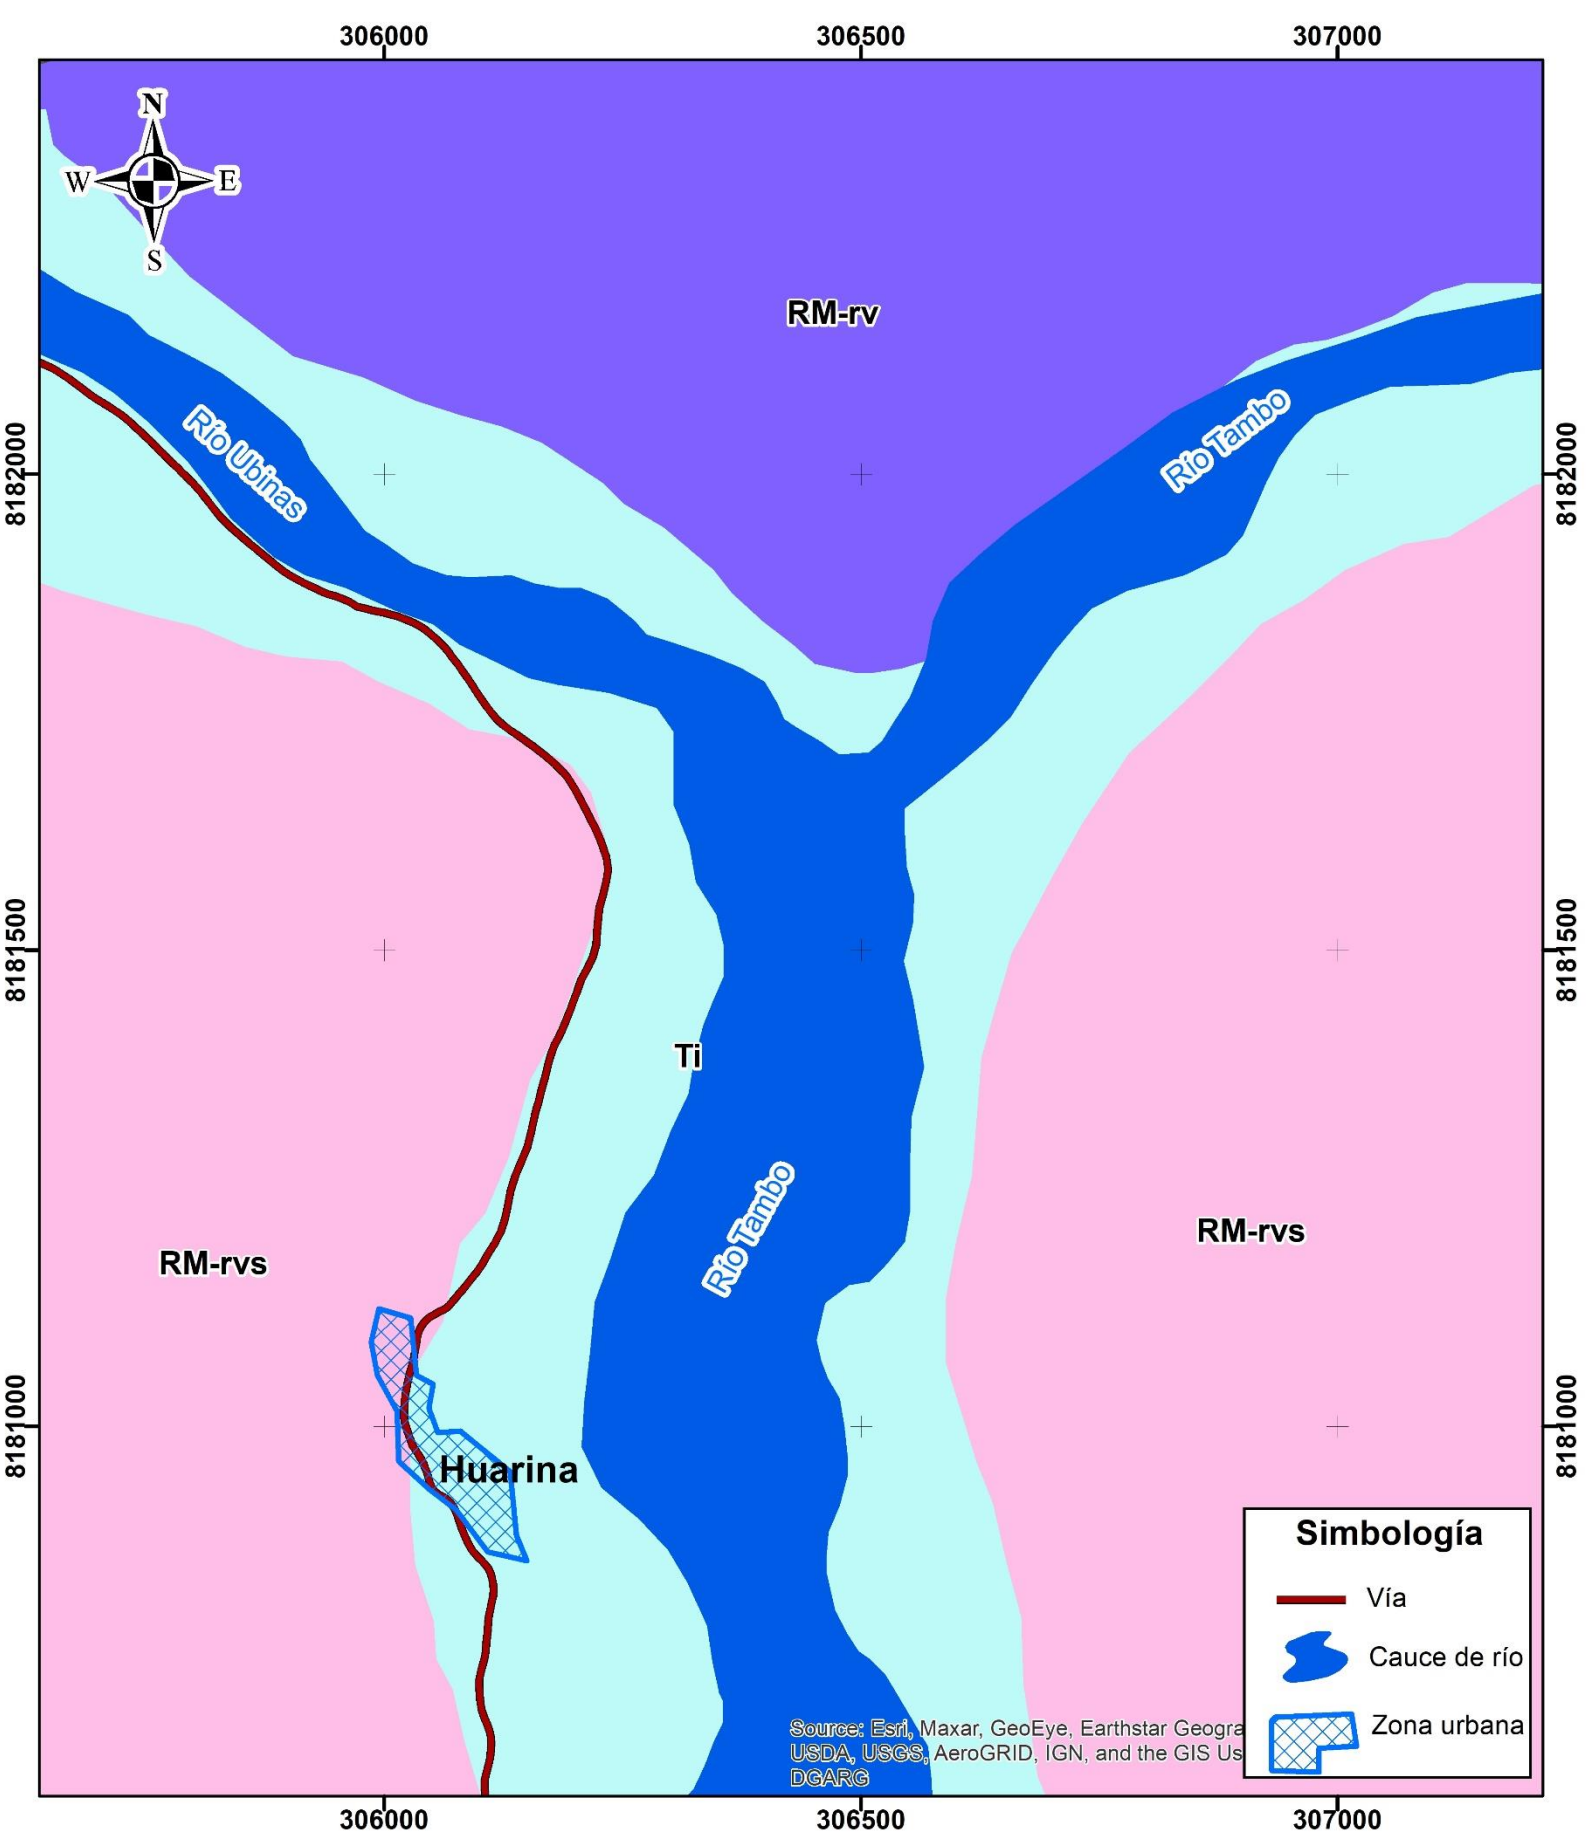 306000 306500 307000
N
W E
S
RM-rv
Río Ubinas
Río Tambo
8182000 8182000
8181500 8181500
Ti
Río Tambo
RM-rvs
RM-rvs
8181000 8181000
Huarina
Simbología
Vía
Cauce de río
Zona urbana
Source: Esri, Maxar, GeoEye, Earthstar Geogra
USDA, USGS, AeroGRID, IGN, and the GIS Us
DGARG
306000 306500 307000